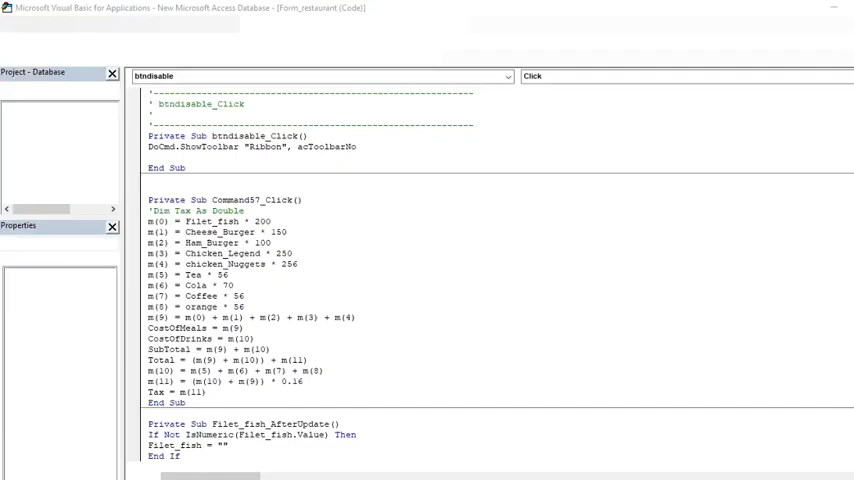 Microsoft Visual Basic for Applications - New Microsoft Access Database - [Form_restaurant (Code)]
Project - Database
btndisable
Click
'------------------------------------------------------------
' btndisable_Click
'
'------------------------------------------------------------
Private Sub btndisable_Click()
DoCmd.ShowToolbar "Ribbon", acToolbarNo
End Sub
Properties
Private Sub Command57_Click()
'Dim Tax As Double
m(0) = Filet_fish * 200
m(1) = Cheese_Burger * 150
m(2) = Ham_Burger * 100
m(3) = Chicken_Legend * 250
m(4) = chicken_Nuggets * 256
m(5) = Tea * 56
m(6) = Cola * 70
m(7) = Coffee * 56
m(8) = orange * 56
m(9) = m(0) + m(1) + m(2) + m(3) + m(4)
CostOfMeals = m(9)
CostOfDrinks = m(10)
SubTotal = m(9) + m(10)
Total = (m(9) + m(10)) + m(11)
m(10) = m(5) + m(6) + m(7) + m(8)
m(11) = (m(10) + m(9)) * 0.16
Tax = m(11)
End Sub
Private Sub Filet_fish_AfterUpdate()
If Not IsNumeric(Filet_fish.Value) Then
Filet_fish = ""
End If